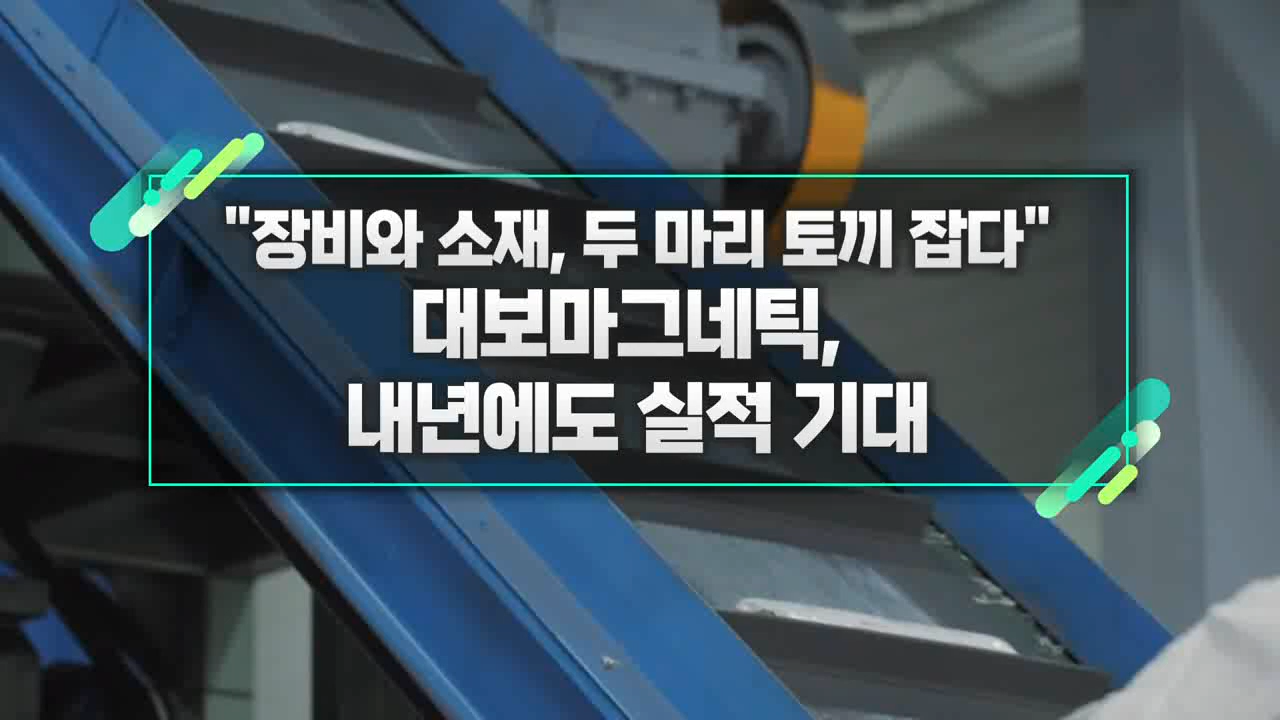 "장비와 소재, 두 마리 토끼 잡다"
대보마그네틱,
내년에도 실적 기대